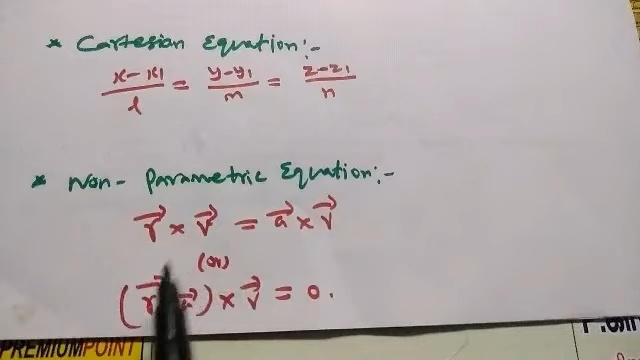 * Cartesian Equation:-
x-x1/l = y-y1/m = z-z1/n
* Non-Parametric Equation:-
r⃗ × v⃗ = a⃗ × v⃗
(or)
(r⃗ a⃗) × v⃗ = 0.
PREMIUMPOINT